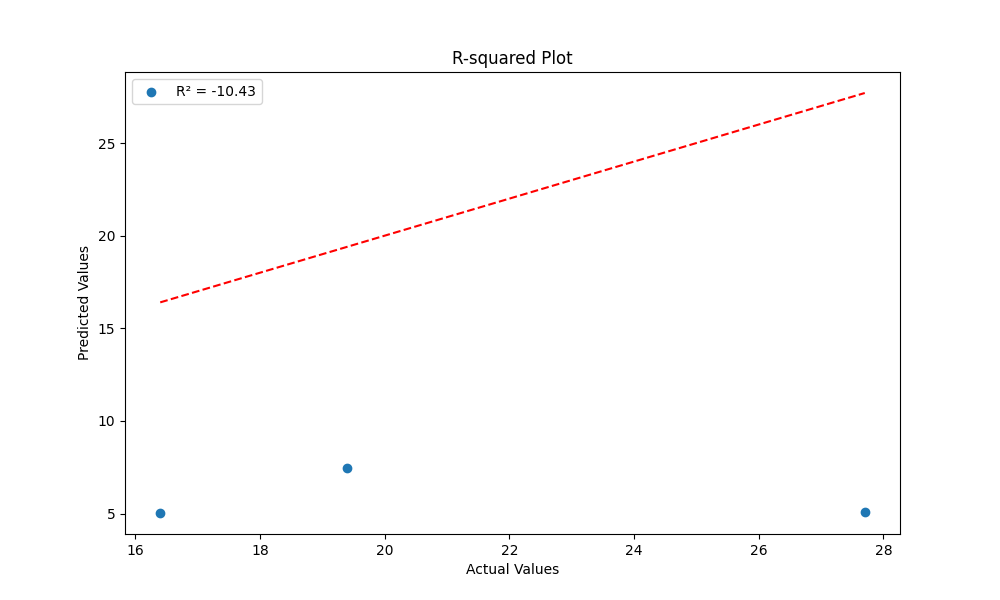 R-squared Plot
R² = -10.43
25
20
15
10
5
Predicted Values
16 18 20 22 24 26 28
Actual Values